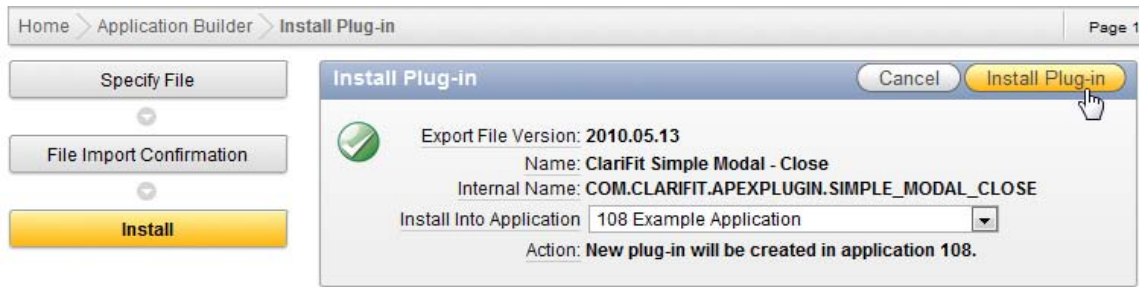 Home Application Builder Install Plug-in Page 1
Specify File
File Import Confirmation
Install
Install Plug-in Cancel Install Plug-in
Export File Version: 2010.05.13
Name: ClariFit Simple Modal - Close
Internal Name: COM.CLARIFIT.APEXPLUGIN.SIMPLE_MODAL_CLOSE
Install Into Application 108 Example Application
Action: New plug-in will be created in application 108.